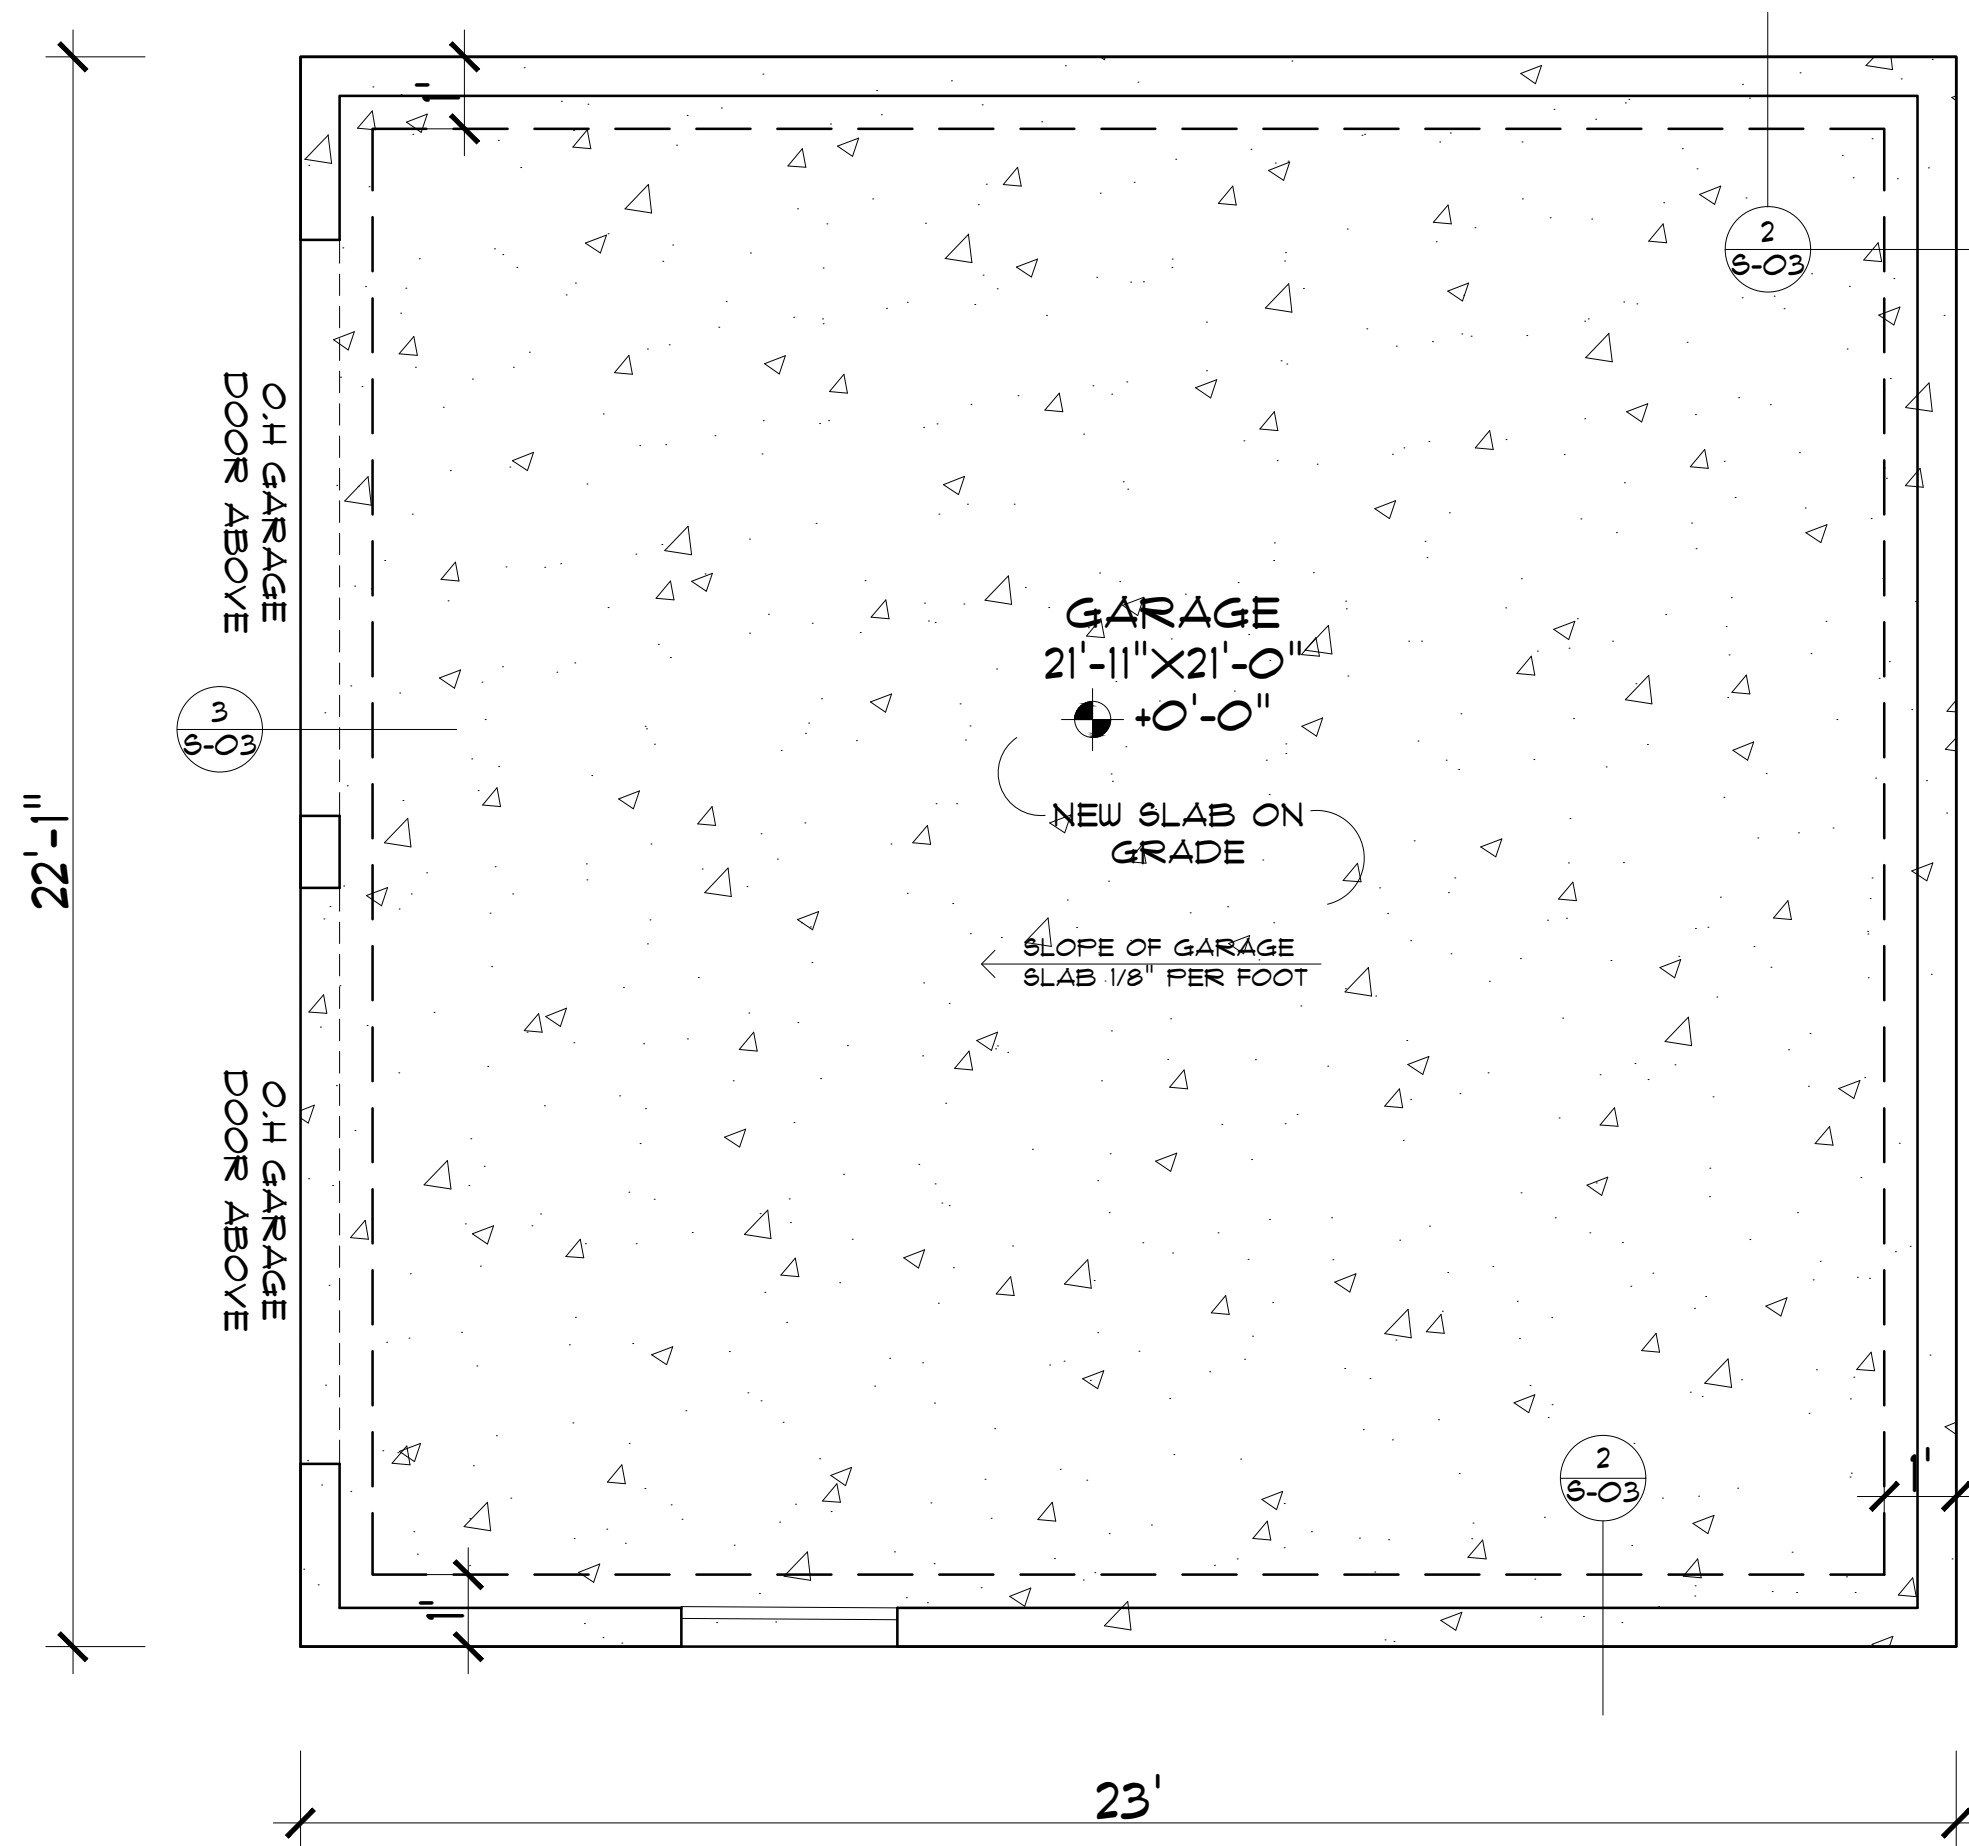 1'
2
S-03
O.H GARAGE
DOOR ABOVE
GARAGE
21'-11"X21'-0"
+0'-0"
3
S-03
22'-1"
NEW SLAB ON
GRADE
SLOPE OF GARAGE
SLAB 1/8" PER FOOT
O.H GARAGE
DOOR ABOVE
2
S-03
1'
1'
23'